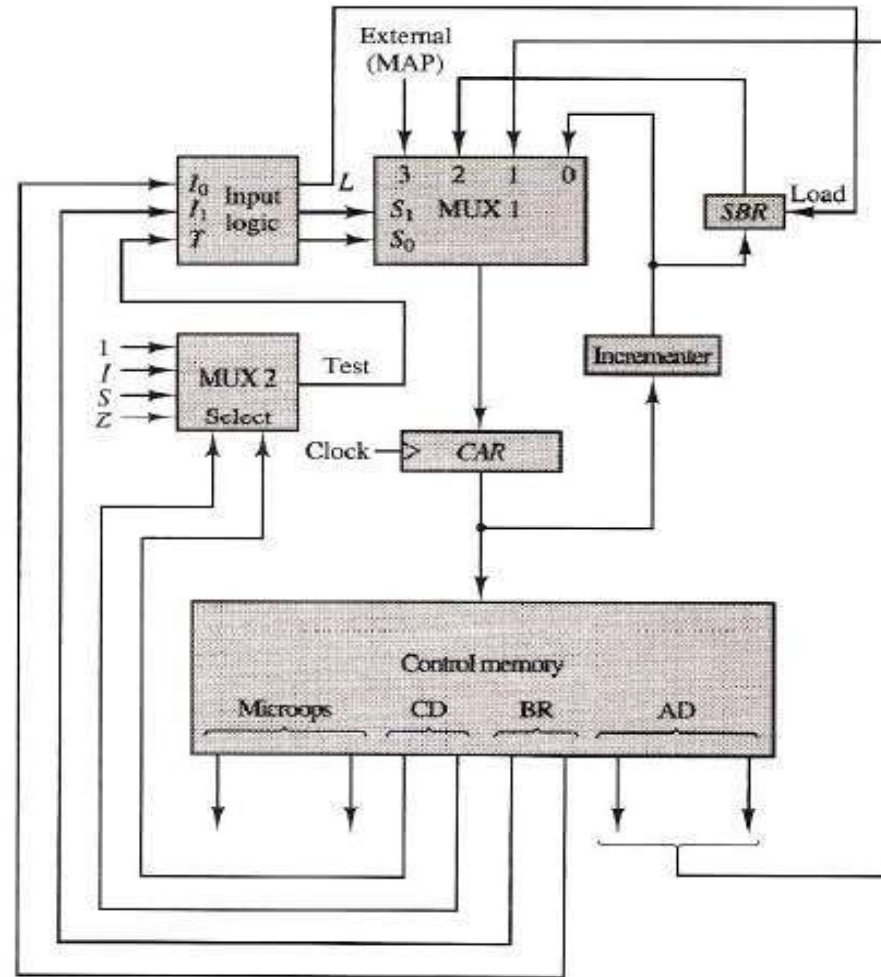 External
(MAP)
I0
I1
T
Input
logic
L
3 2 1 0
S1 MUX 1
S0
SBR
Load
1
I
S
Z
MUX 2
Select
Test
Incrementer
Clock
CAR
Control memory
Microops CD BR AD